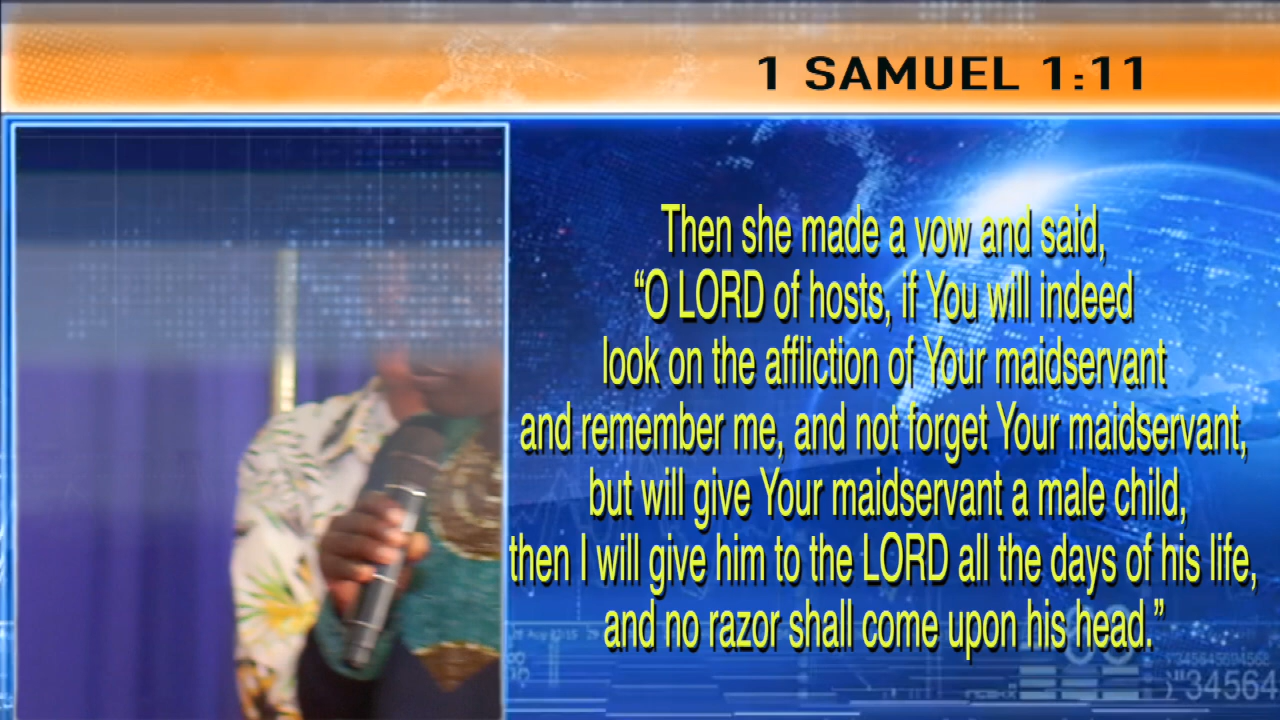 1 SAMUEL 1:11
Then she made a vow and said,
“O LORD of hosts, if You will indeed
look on the affliction of Your maidservant
and remember me, and not forget Your maidservant,
but will give Your maidservant a male child,
then I will give him to the LORD all the days of his life,
and no razor shall come upon his head.”
"34564